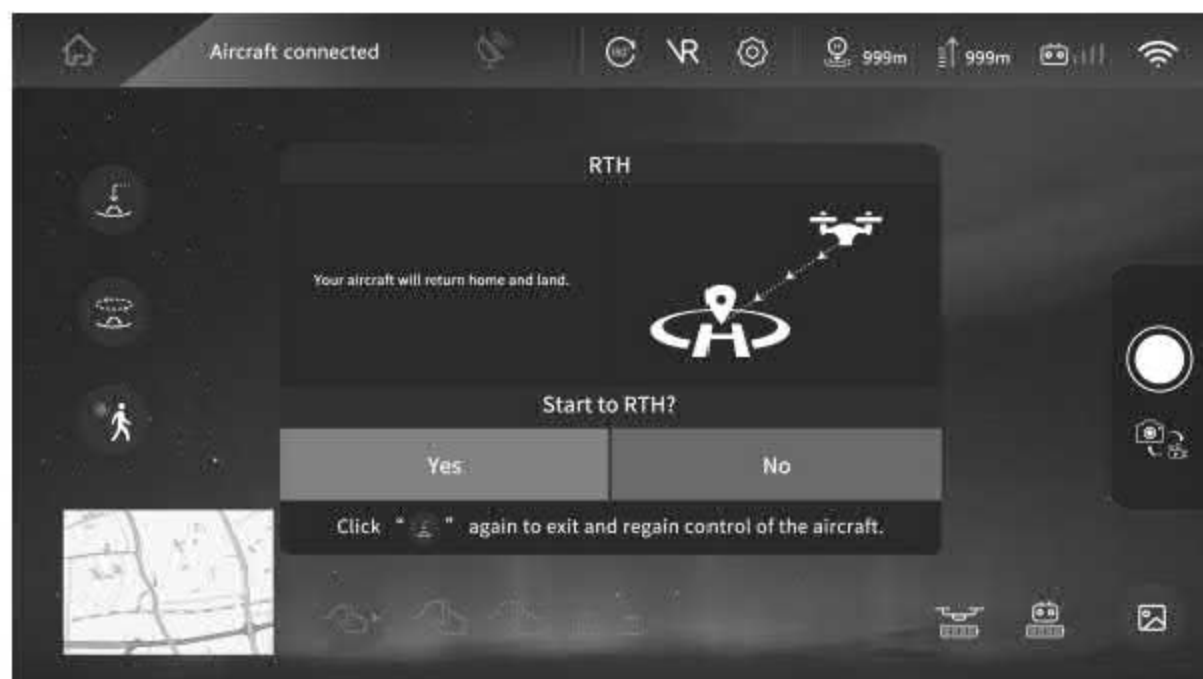 Aircraft connected
180°
VR
H
999m
999m
RTH
Your aircraft will return home and land.
H
Start to RTH?
Yes
No
Click “ ” again to exit and regain control of the aircraft.